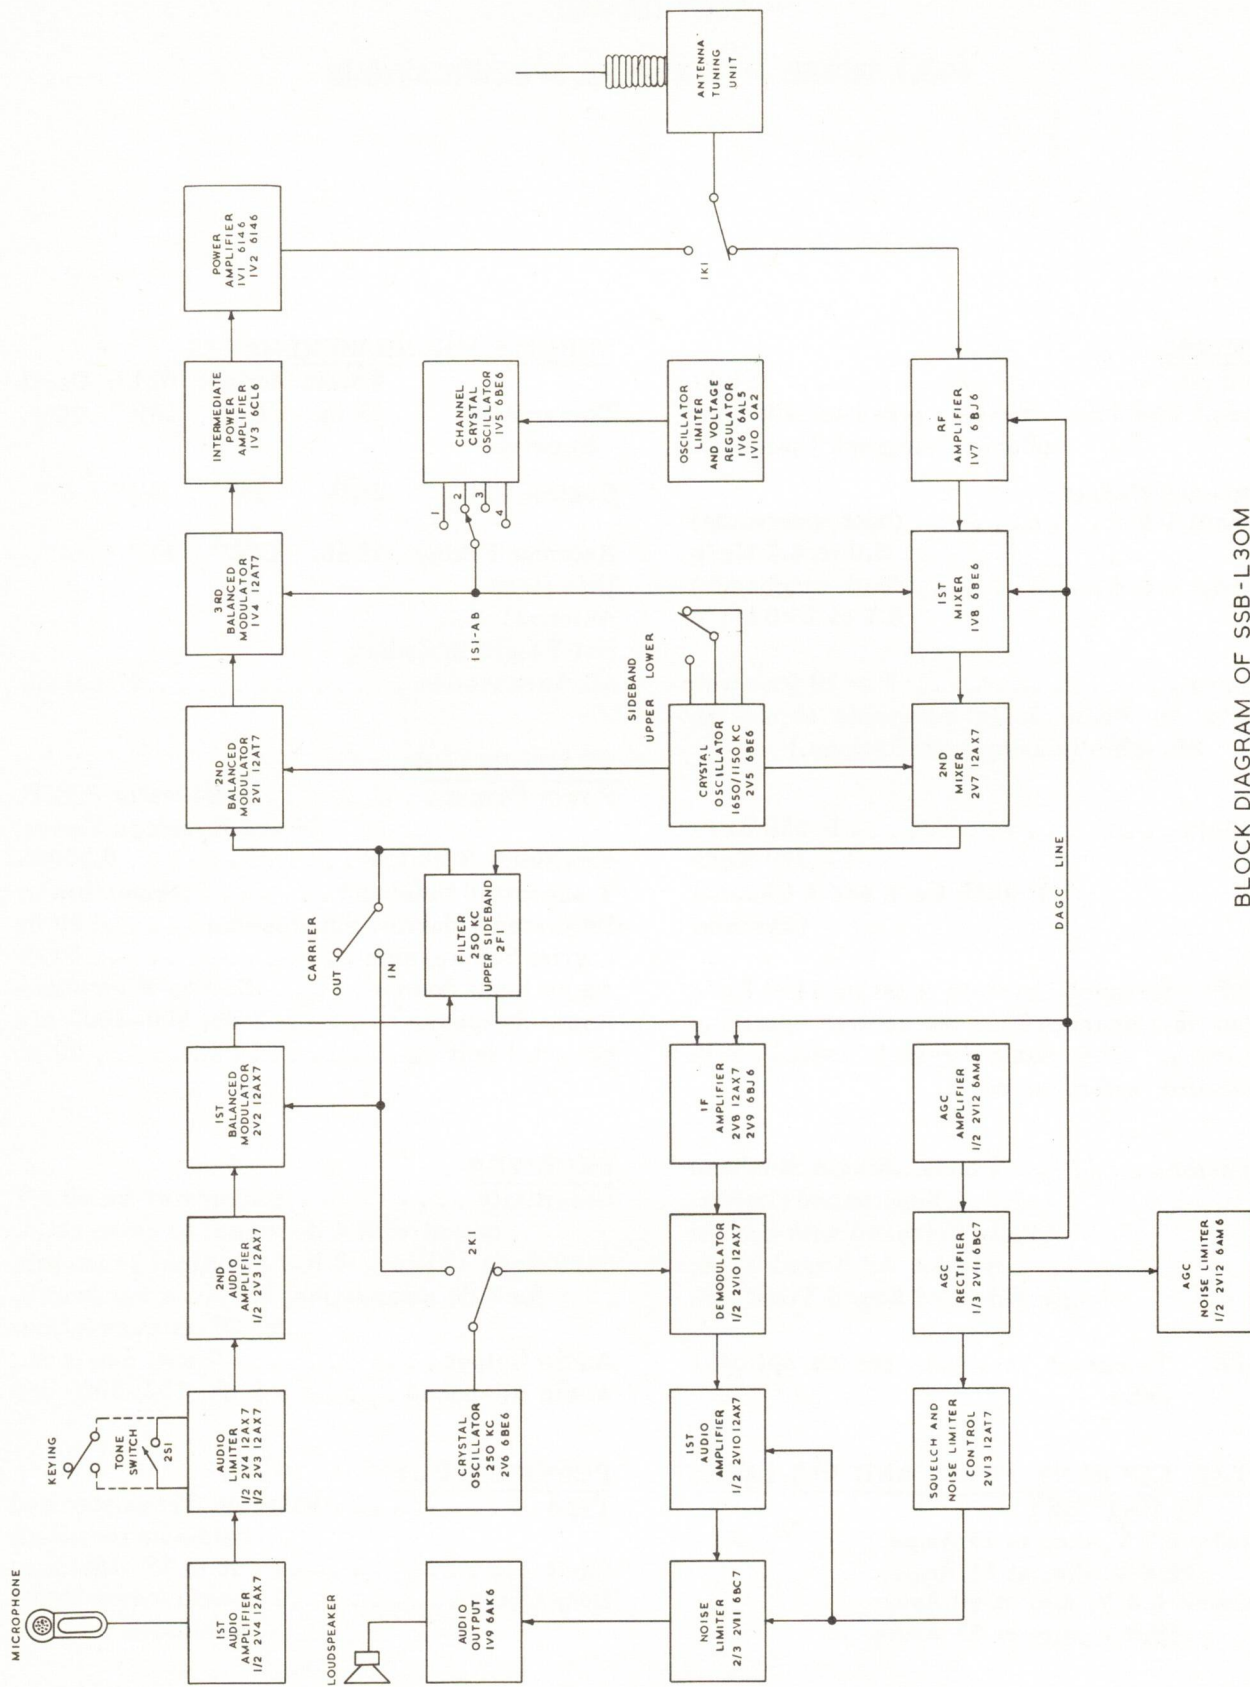 MICROPHONE
1ST
AUDIO
AMPLIFIER
1/2 2V4 12AX7
KEYING
TONE
SWITCH
2S1
AUDIO
LIMITER
1/2 2V4 12AX7
1/2 2V3 12AX7
2ND
AUDIO
AMPLIFIER
1/2 2V3 12AX7
1ST
BALANCED
MODULATOR
2V2 12AX7
2ND
BALANCED
MODULATOR
2V1 12AT7
3RD
BALANCED
MODULATOR
1V4 12AT7
INTERMEDIATE
POWER
AMPLIFIER
1V3 6CL6
POWER
AMPLIFIER
1V1 6146
1V2 6146
ANTENNA
TUNING
UNIT
LOUDSPEAKER
AUDIO
OUTPUT
1V9 6AK6
CRYSTAL
OSCILLATOR
250 KC
2V6 6BE6
2K1
CARRIER
OUT
IN
FILTER
250 KC
UPPER SIDEBAND
2F1
1S1-AB
1
2
3
4
CHANNEL
CRYSTAL
OSCILLATOR
1V5 6BE6
SIDEBAND
UPPER LOWER
CRYSTAL
OSCILLATOR
1650/1150 KC
2V5 6BE6
OSCILLATOR
LIMITER
AND VOLTAGE
REGULATOR
1V6 6AL5
1V10 OA2
1K1
NOISE
LIMITER
2/3 2V11 6BC7
1ST
AUDIO
AMPLIFIER
1/2 2V10 12AX7
DEMODULATOR
1/2 2V10 12AX7
IF
AMPLIFIER
2V8 12AX7
2V9 6BJ6
2ND
MIXER
2V7 12AX7
1ST
MIXER
1V8 6BE6
RF
AMPLIFIER
1V7 6BJ6
SQUELCH AND
NOISE LIMITER
CONTROL
2V13 12AT7
AGC
RECTIFIER
1/3 2V11 6BC7
AGC
AMPLIFIER
1/2 2V12 6AM8
DAGC LINE
AGC
NOISE LIMITER
1/2 2V12 6AM6
BLOCK DIAGRAM OF SSB-L30M